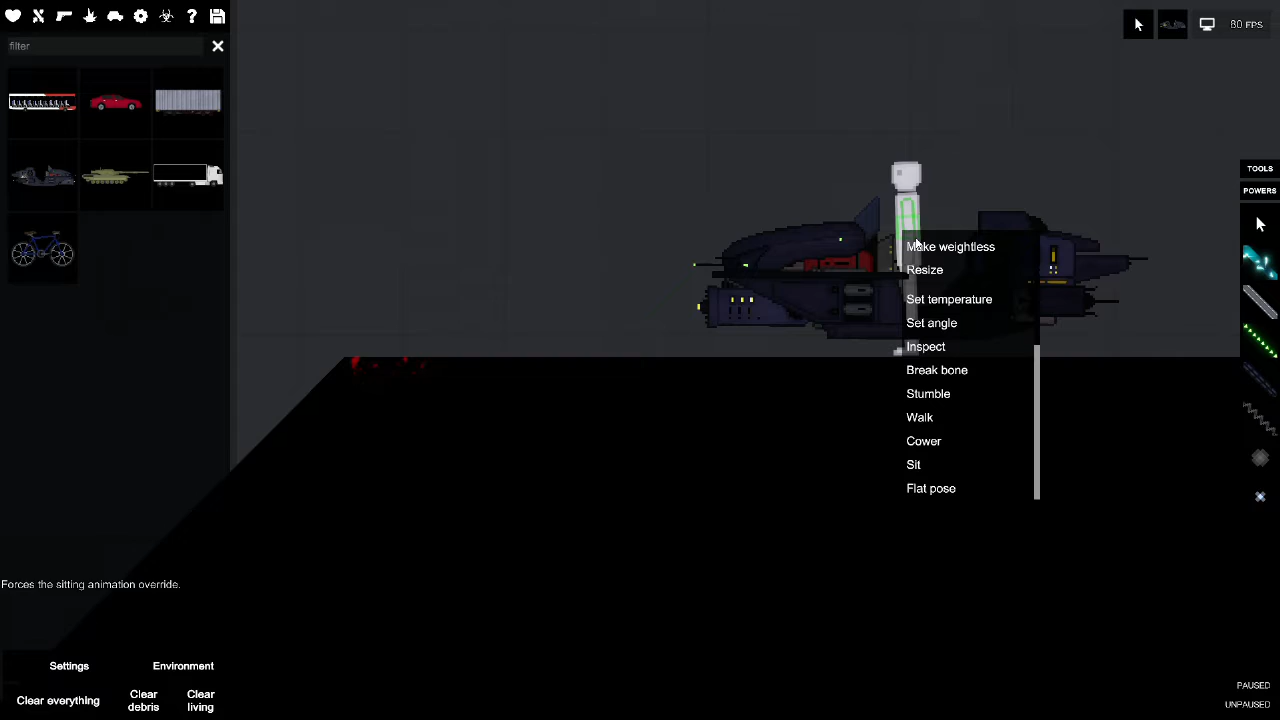 filter
80 FPS
TOOLS
POWERS
Make weightless
Resize
Set temperature
Set angle
Inspect
Break bone
Stumble
Walk
Cower
Sit
Flat pose
Forces the sitting animation override.
Settings
Environment
Clear everything
Clear
debris
Clear
living
PAUSED
UNPAUSED